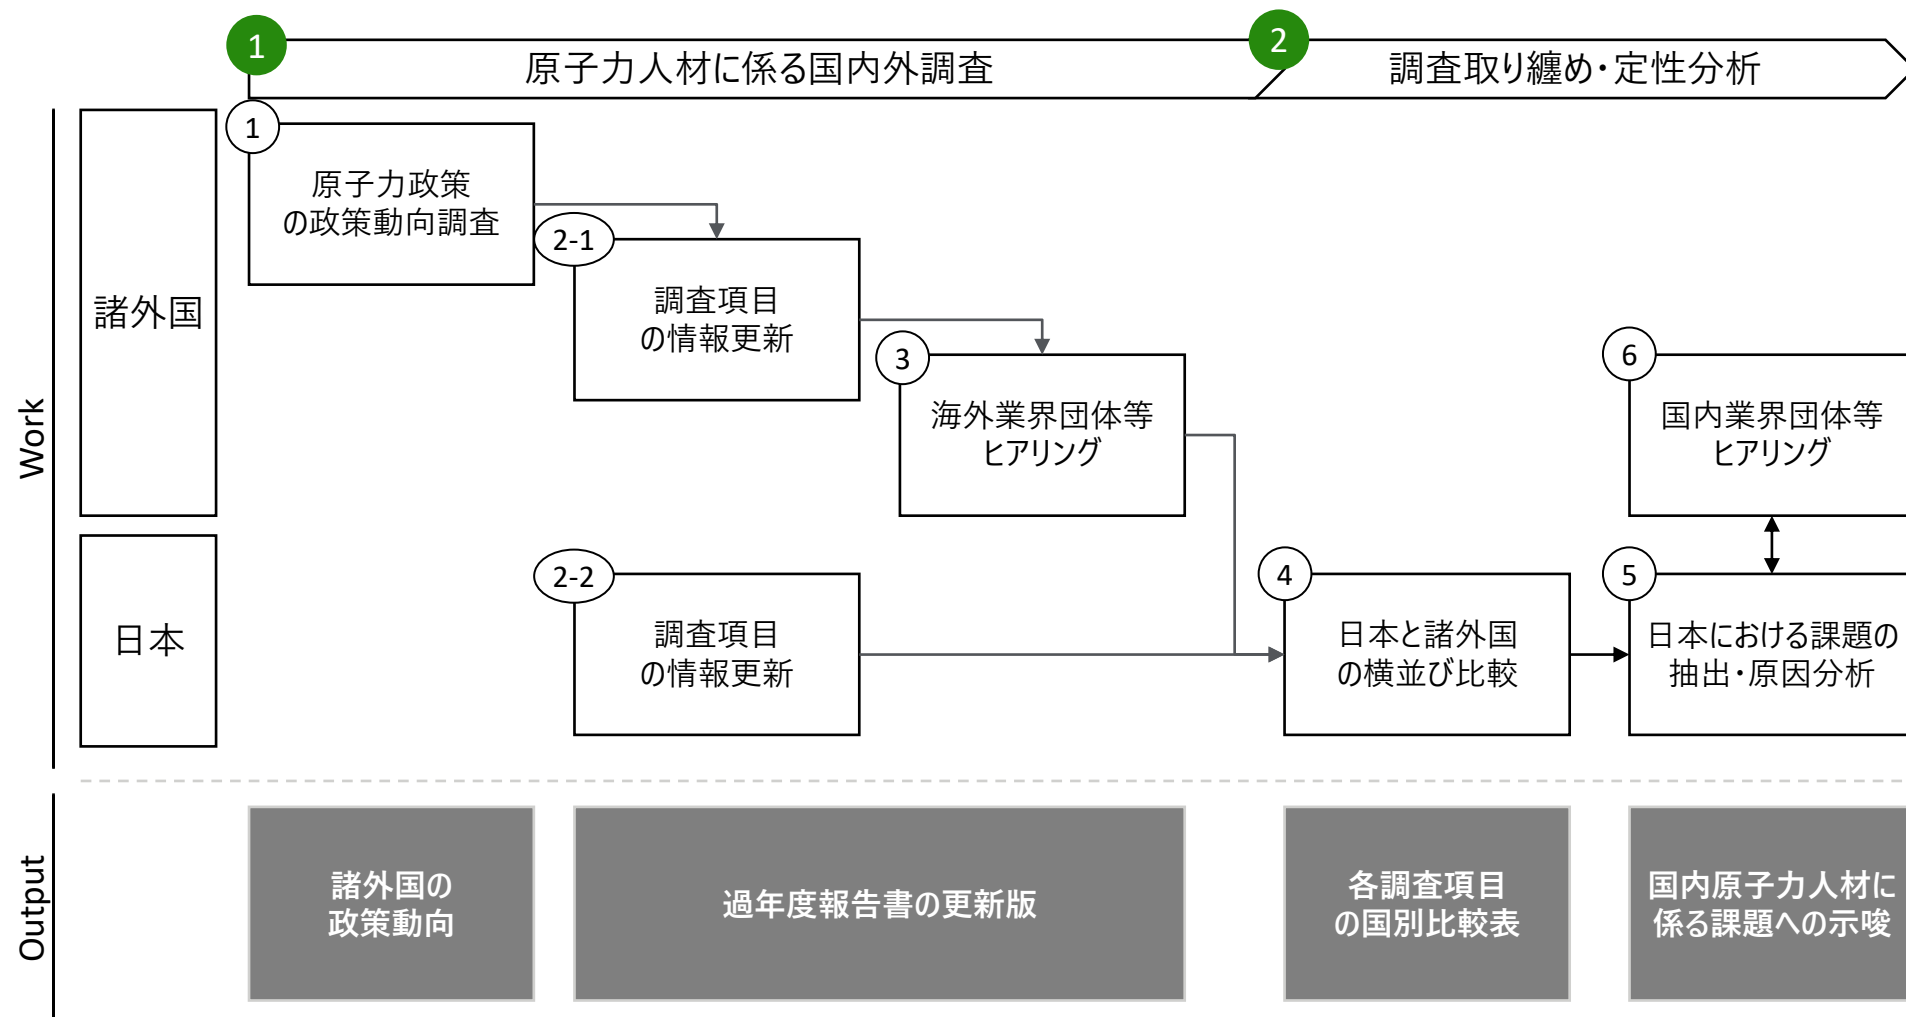 1
原子力人材に係る国内外調査
2
調査取り纏め・定性分析
Work
諸外国
1
原子力政策
の政策動向調査
2-1
調査項目
の情報更新
3
海外業界団体等
ヒアリング
6
国内業界団体等
ヒアリング
日本
2-2
調査項目
の情報更新
4
日本と諸外国
の横並び比較
5
日本における課題の
抽出・原因分析
Output
諸外国の
政策動向
過年度報告書の更新版
各調査項目
の国別比較表
国内原子力人材に
係る課題への示唆